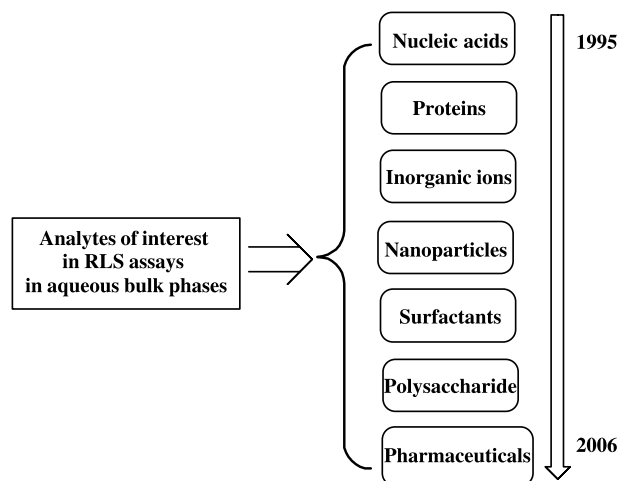 Nucleic acids
1995
Proteins
Inorganic ions
Analytes of interest
in RLS assays
in aqueous bulk phases
Nanoparticles
Surfactants
Polysaccharide
Pharmaceuticals
2006